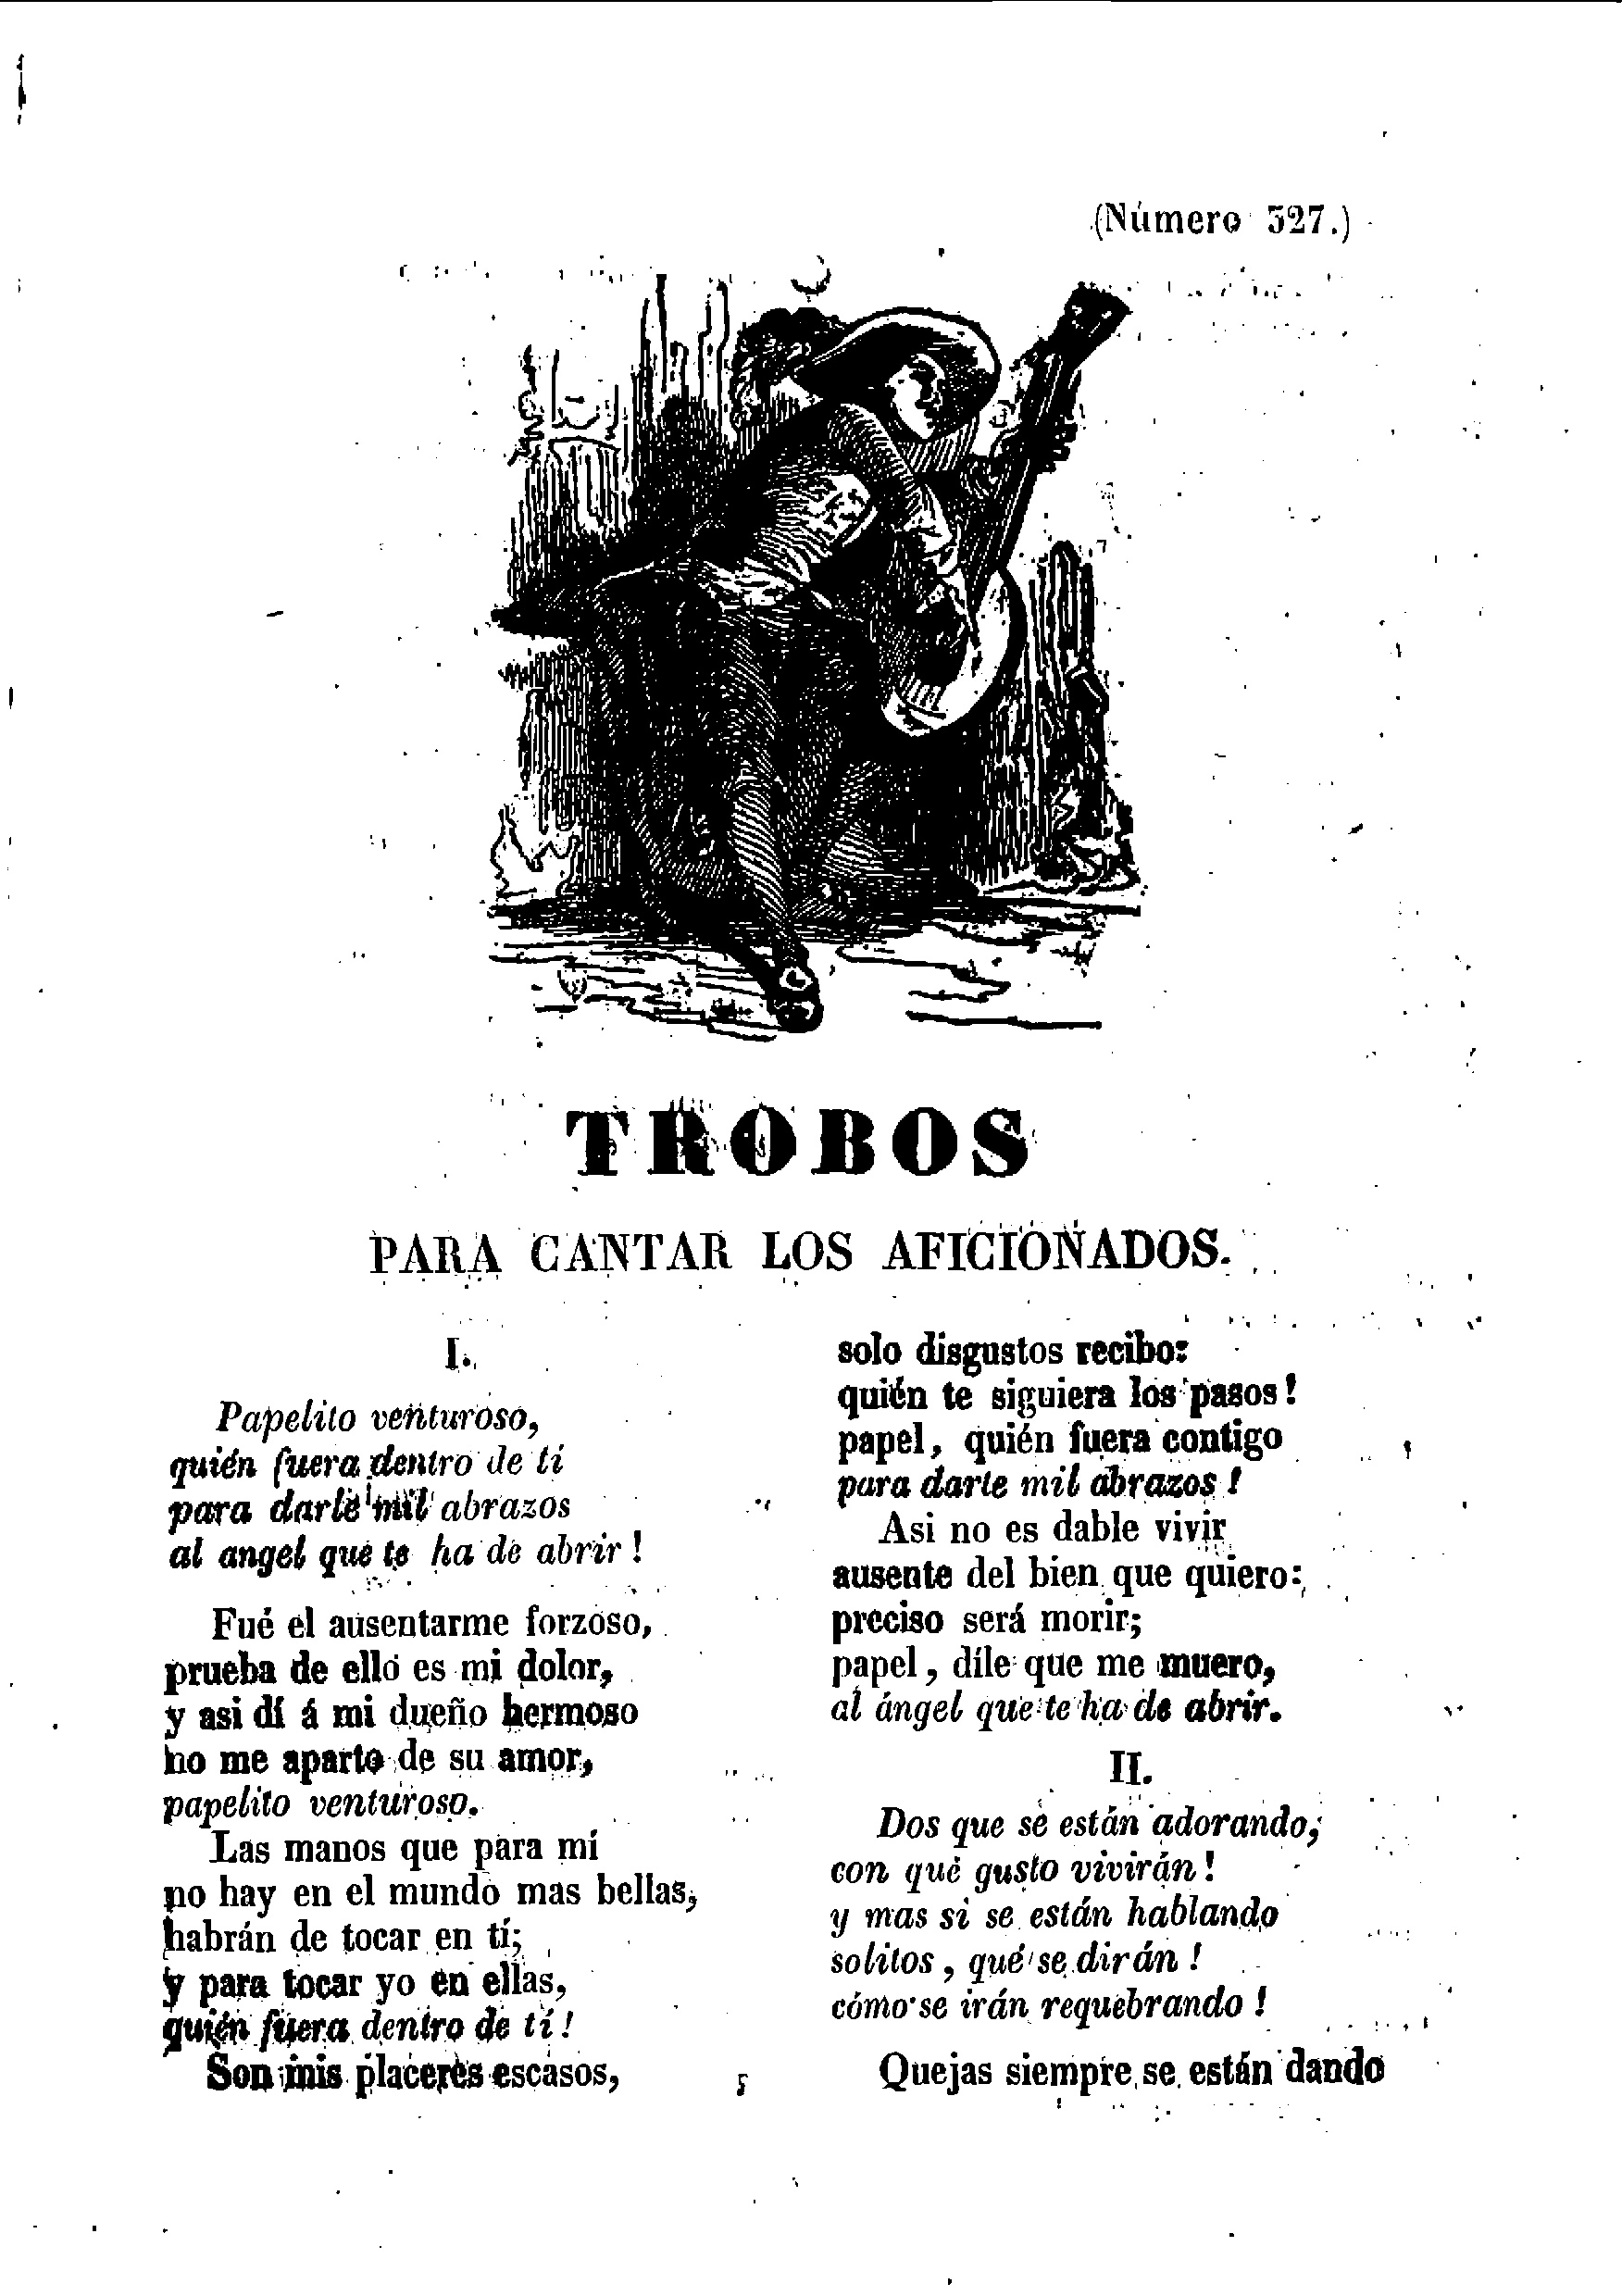 (Número 327.)
TROBOS
PARA CANTAR LOS AFICIONADOS.
I.
Papelito venturoso,
quién fuera dentro de ti
para darle mil abrazos
al angel que te ha de abrir!
Fué el ausentarme forzoso,
prueba de ello es mi dolor,
y asi dí á mi dueño hermoso
no me aparto de su amor,
papelito venturoso.
Las manos que para mí
no hay en el mundo mas bellas,
habrán de tocar en tí;
y para tocar yo en ellas,
quién fuera dentro de tí!
Son mis placeres escasos,
solo disgustos recibo:
quién te siguiera los pasos!
papel, quién fuera contigo
para darte mil abrazos!
Asi no es dable vivir
ausente del bien que quiero:
preciso será morir;
papel, díle que me muero,
al ángel que te ha de abrir.
II.
Dos que se están adorando,
con qué gusto vivirán!
y mas si se están hablando
solitos, qué se dirán!
cómo se irán requebrando!
Quejas siempre se están dando